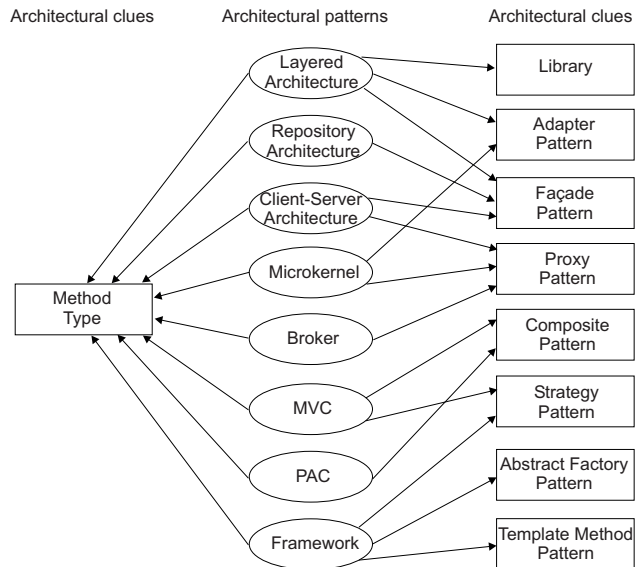 Architectural clues
Architectural patterns
Architectural clues
Layered
Architecture
Repository
Architecture
Client-Server
Architecture
Microkernel
Broker
MVC
PAC
Framework
Method
Type
Library
Adapter
Pattern
Façade
Pattern
Proxy
Pattern
Composite
Pattern
Strategy
Pattern
Abstract Factory
Pattern
Template Method
Pattern